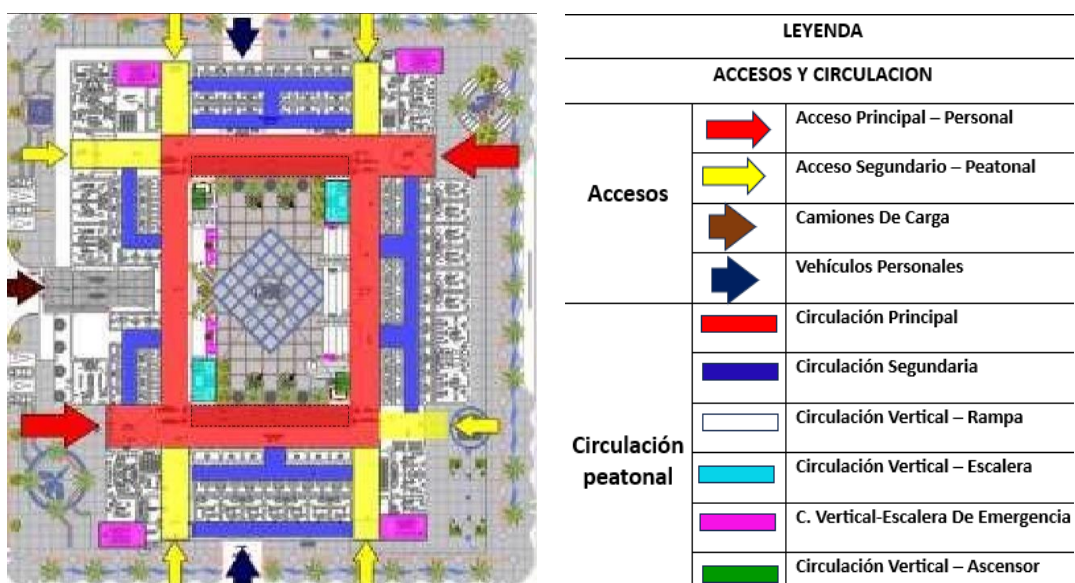 LEYENDA
ACCESOS Y CIRCULACION
Accesos
Acceso Principal – Personal
Acceso Segundario – Peatonal
Camiones De Carga
Vehículos Personales
Circulación peatonal
Circulación Principal
Circulación Segundaria
Circulación Vertical – Rampa
Circulación Vertical – Escalera
C. Vertical-Escalera De Emergencia
Circulación Vertical – Ascensor